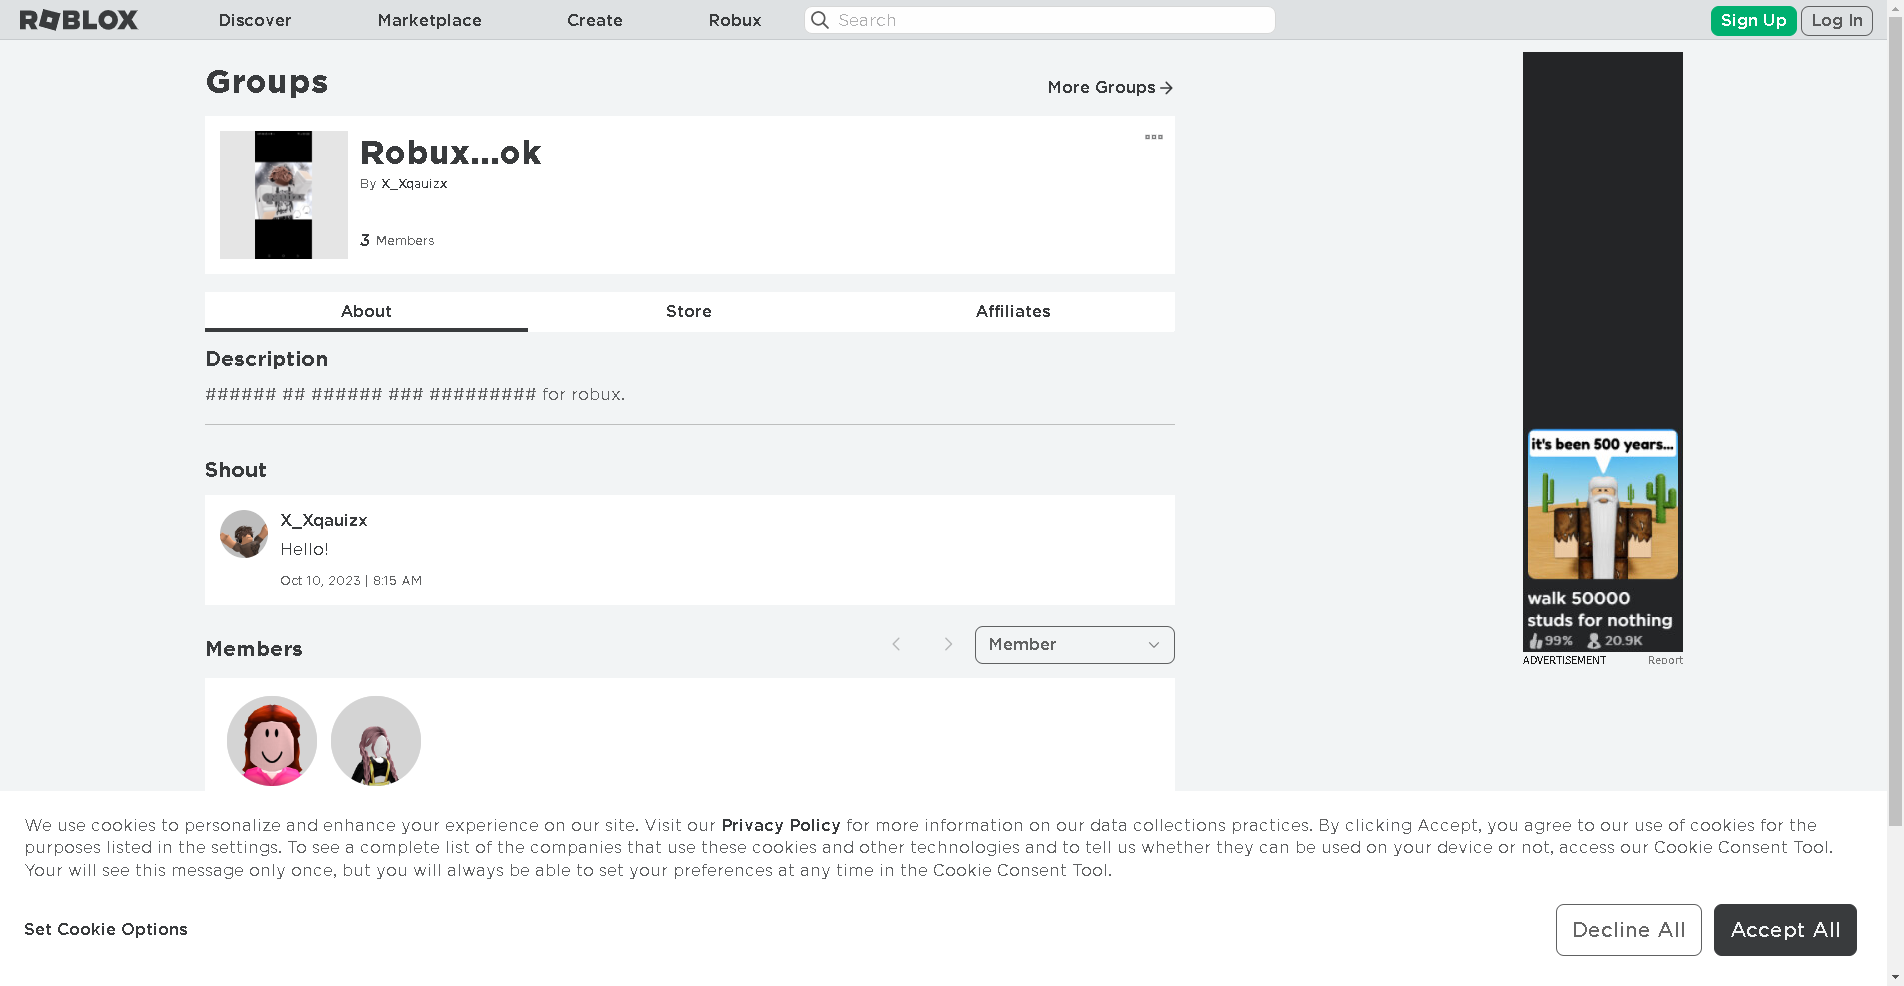 ROBLOX
Discover
Marketplace
Create
Robux
Search
Sign Up
Log In
Groups
More Groups
Robux...ok
By X_Xqauizx
3 Members
About
Store
Affiliates
Description
###### ## ###### ### ######### for robux.
Shout
X_Xqauizx
Hello!
Oct 10, 2023 | 8:15 AM
Members
Member
it's been 500 years...
walk 50000
studs for nothing
99% 20.9K
ADVERTISEMENT
Report
We use cookies to personalize and enhance your experience on our site. Visit our Privacy Policy for more information on our data collections practices. By clicking Accept, you agree to our use of cookies for the
purposes listed in the settings. To see a complete list of the companies that use these cookies and other technologies and to tell us whether they can be used on your device or not, access our Cookie Consent Tool.
Your will see this message only once, but you will always be able to set your preferences at any time in the Cookie Consent Tool.
Set Cookie Options
Decline All
Accept All